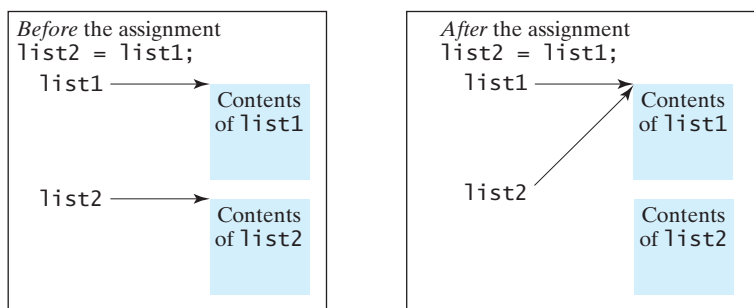 Before the assignment
list2 = list1;
list1
Contents
of list1
list2
Contents
of list2
After the assignment
list2 = list1;
list1
Contents
of list1
list2
Contents
of list2